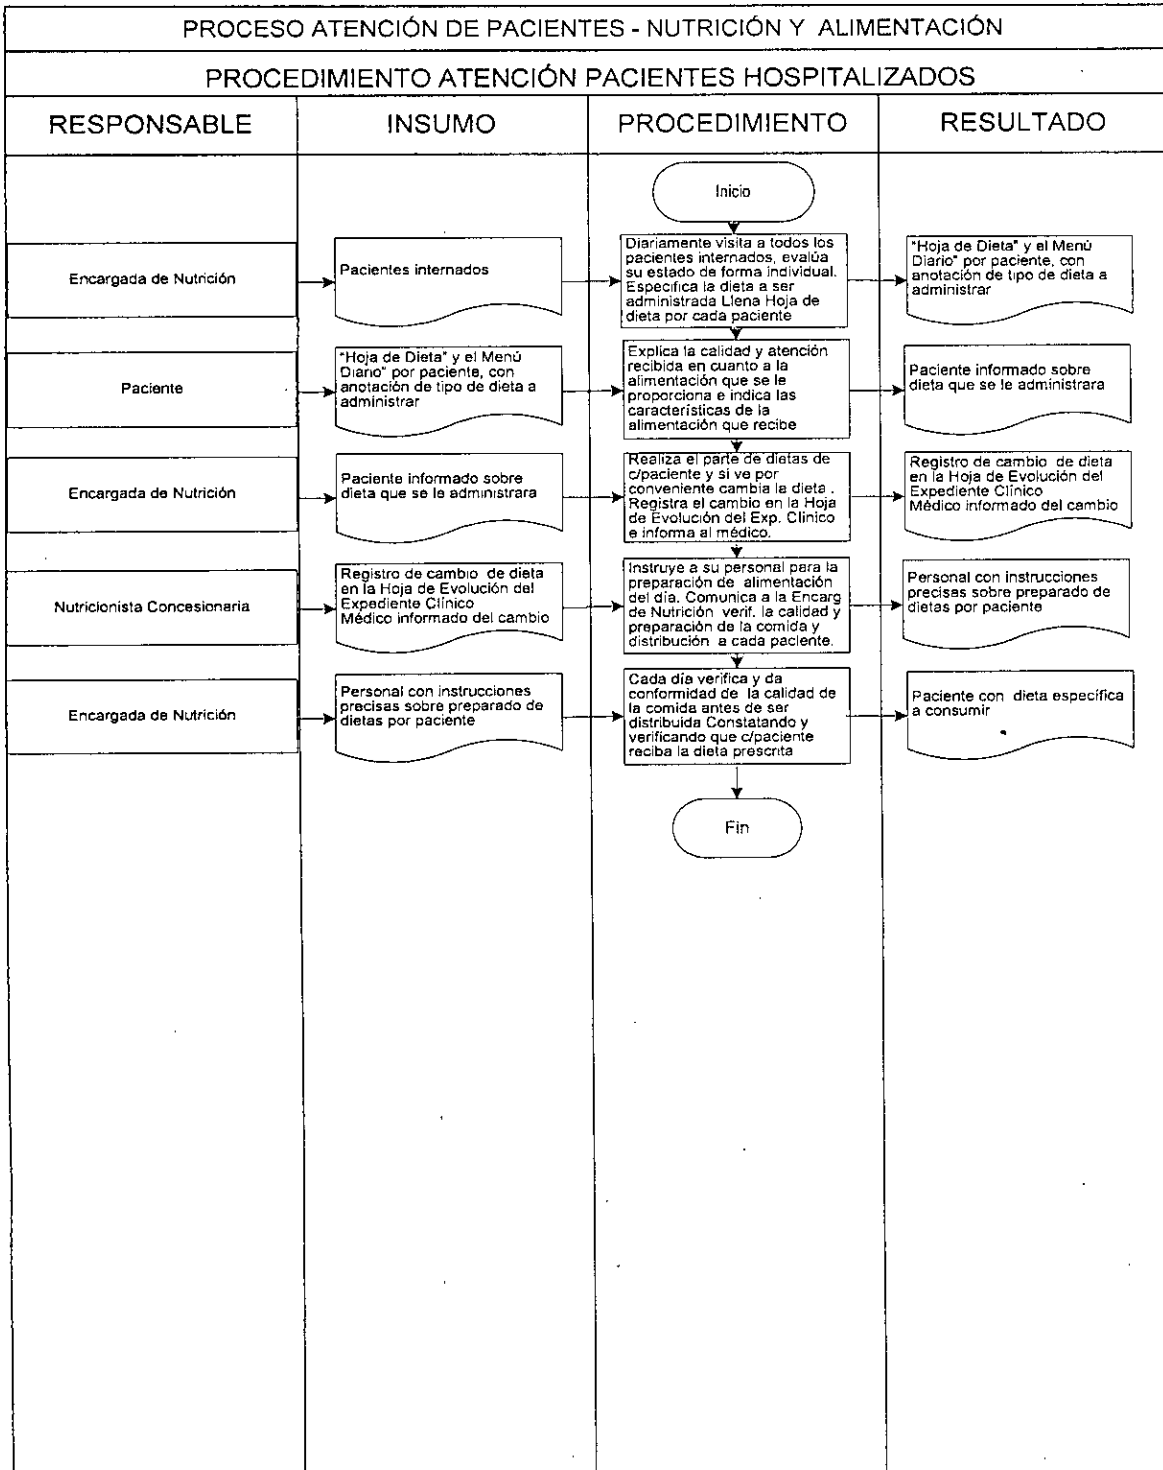 PROCESO ATENCIÓN DE PACIENTES - NUTRICIÓN Y ALIMENTACIÓN
PROCEDIMIENTO ATENCIÓN PACIENTES HOSPITALIZADOS
RESPONSABLE
INSUMO
PROCEDIMIENTO
RESULTADO
Inicio
Encargada de Nutrición
Pacientes internados
Diariamente visita a todos los
pacientes internados, evalúa
su estado de forma individual.
Especifica la dieta a ser
administrada Llena Hoja de
dieta por cada paciente
"Hoja de Dieta" y el Menú
Diario" por paciente, con
anotación de tipo de dieta a
administrar
Paciente
"Hoja de Dieta" y el Menú
Diario" por paciente, con
anotación de tipo de dieta a
administrar
Explica la calidad y atención
recibida en cuanto a la
alimentación que se le
proporciona e indica las
características de la
alimentación que recibe
Paciente informado sobre
dieta que se le administrara
Encargada de Nutrición
Paciente informado sobre
dieta que se le administrara
Realiza el parte de dietas de
c/paciente y si ve por
conveniente cambia la dieta .
Registra el cambio en la Hoja
de Evolución del Exp. Clínico
e informa al médico.
Registro de cambio de dieta
en la Hoja de Evolución del
Expediente Clínico
Médico informado del cambio
Nutricionista Concesionaria
Registro de cambio de dieta
en la Hoja de Evolución del
Expediente Clínico
Médico informado del cambio
Instruye a su personal para la
preparación de alimentación
del día. Comunica a la Encarg
de Nutrición verif. la calidad y
preparación de la comida y
distribución a cada paciente.
Personal con instrucciones
precisas sobre preparado de
dietas por paciente
Encargada de Nutrición
Personal con instrucciones
precisas sobre preparado de
dietas por paciente
Cada día verifica y da
conformidad de la calidad de
la comida antes de ser
distribuida Constatando y
verificando que c/paciente
reciba la dieta prescrita
Paciente con dieta específica
a consumir
Fin